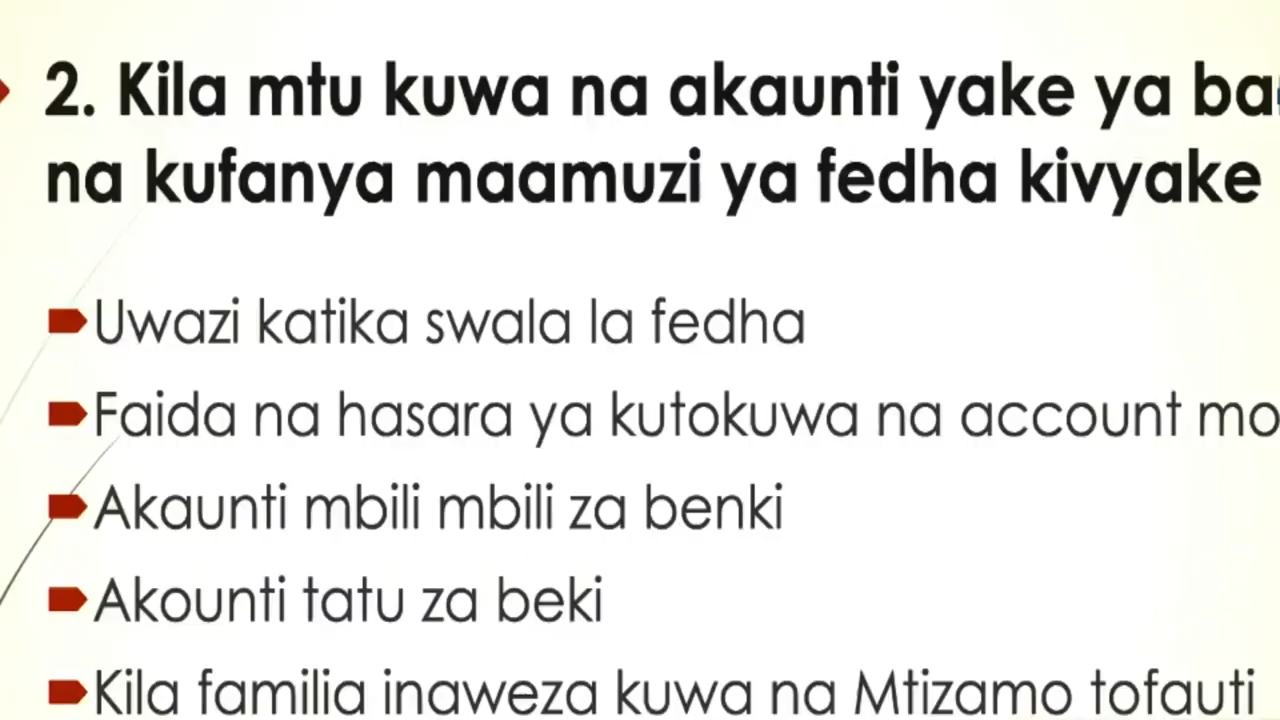 2. Kila mtu kuwa na akaunti yake ya
na kufanya maamuzi ya fedha kivyake
Uwazi katika swala la fedha
Faida na hasara ya kutokuwa na account
Akaunti mbili mbili za benki
Akounti tatu za beki
Kila familia inaweza kuwa na Mtizamo tofauti